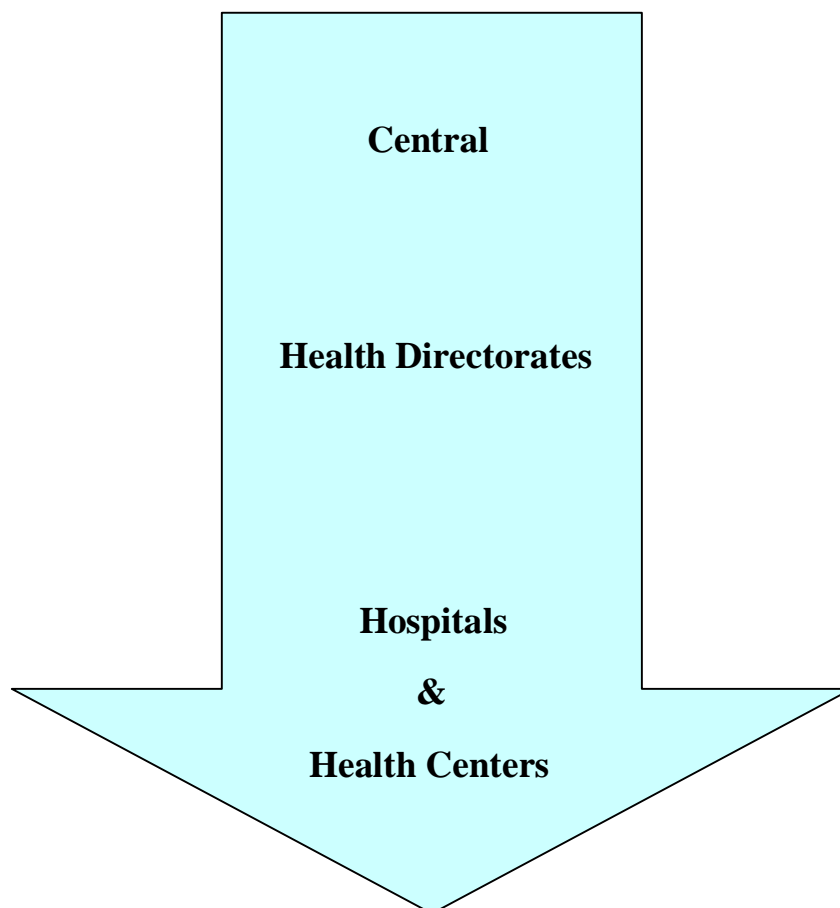 Central
Health Directorates
Hospitals
&
Health Centers